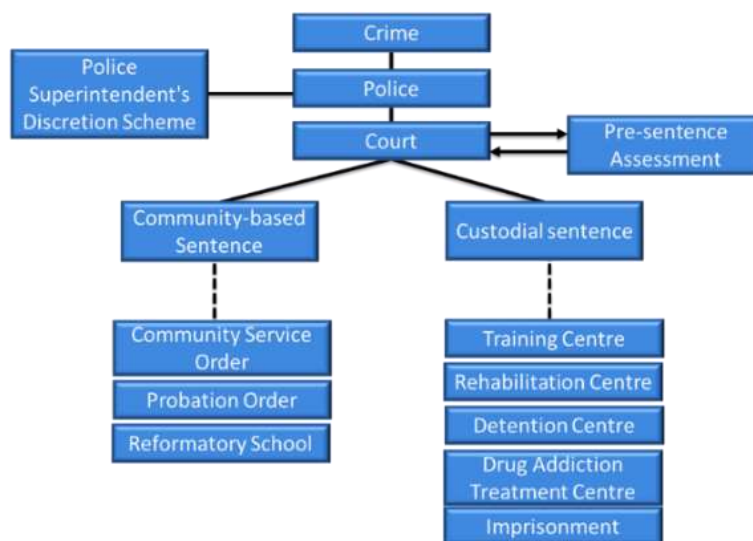 Crime
Police
Superintendent's
Discretion Scheme
Police
Court
Pre-sentence
Assessment
Community-based
Sentence
Custodial sentence
Community Service
Order
Probation Order
Reformatory School
Training Centre
Rehabilitation Centre
Detention Centre
Drug Addiction
Treatment Centre
Imprisonment